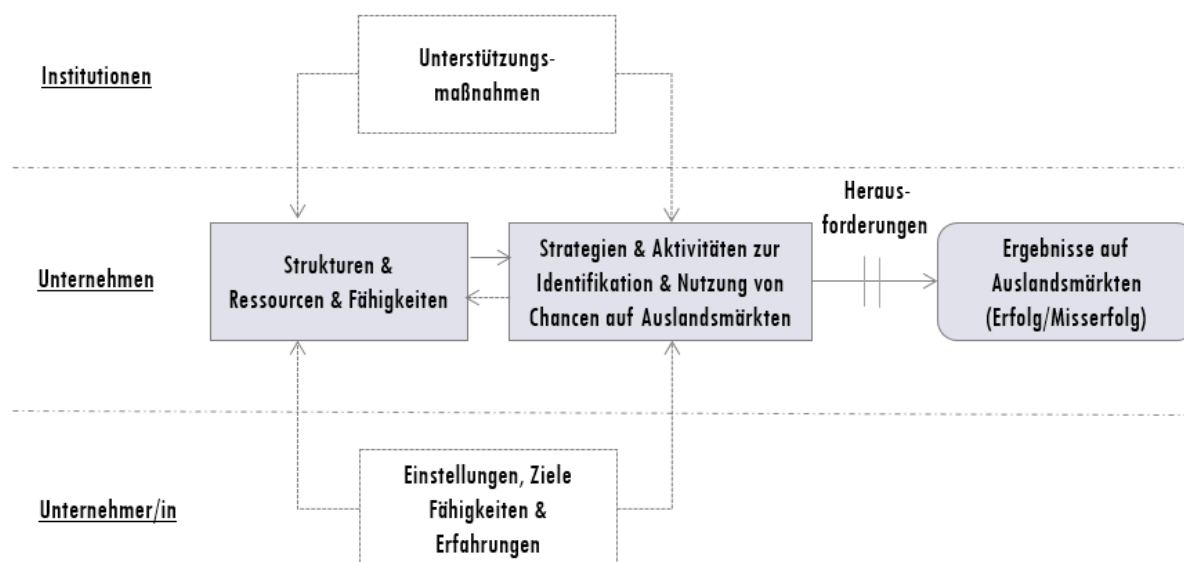 Institutionen
Unterstützungs-
maßnahmen
Unternehmen
Strukturen &
Ressourcen & Fähigkeiten
Strategien & Aktivitäten zur
Identifikation & Nutzung von
Chancen auf Auslandsmärkten
Heraus-
forderungen
Ergebnisse auf
Auslandsmärkten
(Erfolg/Misserfolg)
Unternehmer/in
Einstellungen, Ziele
Fähigkeiten &
Erfahrungen